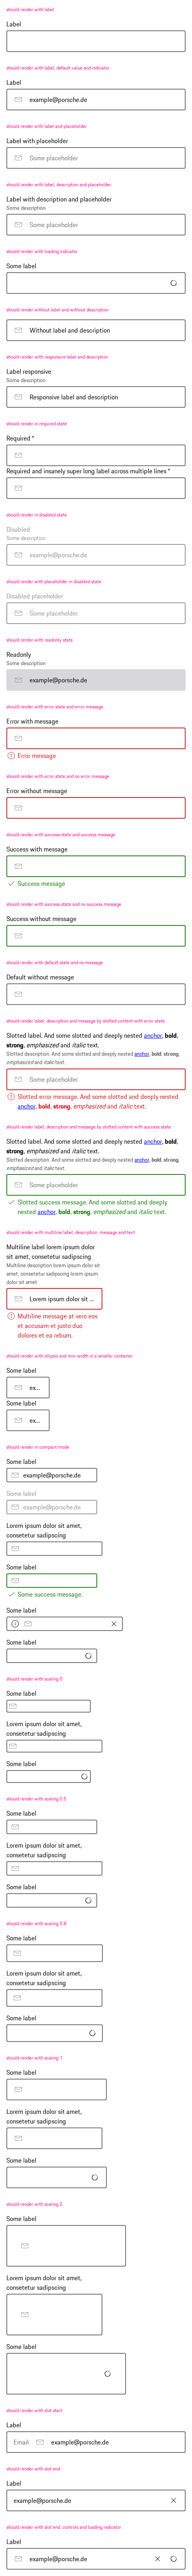 should render with label
Label
should render with label, default value and indicator
Label
example@porsche.de
should render with label and placeholder
Label with placeholder
Some placeholder
should render with label, description and placeholder
Label with description and placeholder
Some description
Some placeholder
should render with loading indicator
Some label
should render without label and without description
Without label and description
should render with responsive label and description
Label responsive
Some description
Responsive label and description
should render in required state
Required *
Required and insanely super long label across multiple lines *
should render in disabled state
Disabled
Some description
example@porsche.de
should render with placeholder in disabled state
Disabled placeholder
Some placeholder
should render with readonly state
Readonly
Some description
example@porsche.de
should render with error state and error message
Error with message
Error message
should render with error state and no error message
Error without message
should render with success state and success message
Success with message
Success message
should render with success state and no success message
Success without message
should render with default state and no message
Default without message
should render label, description and message by slotted content with error state
Slotted label. And some slotted and deeply nested anchor, bold,
strong, emphasized and italic text.
Slotted description. And some slotted and deeply nested anchor, bold, strong,
emphasized and italic text.
Some placeholder
Slotted error message. And some slotted and deeply nested
anchor, bold, strong, emphasized and italic text.
should render label, description and message by slotted content with success state
Slotted label. And some slotted and deeply nested anchor, bold,
strong, emphasized and italic text.
Slotted description. And some slotted and deeply nested anchor, bold, strong,
emphasized and italic text.
Some placeholder
Slotted success message. And some slotted and deeply
nested anchor, bold, strong, emphasized and italic text.
should render with multiline label, description, message and text
Multiline label lorem ipsum dolor
sit amet, consetetur sadipscing
Multiline description lorem ipsum dolor sit
amet, consetetur sadipscing lorem ipsum
dolor sit amet
Lorem ipsum dolor sit ...
Multiline message at vero eos
et accusam et justo duo
dolores et ea rebum.
should render with ellipsis and min-width in a smaller container
Some label
ex...
Some label
ex...
should render in compact mode
Some label
example@porsche.de
Some label
example@porsche.de
Lorem ipsum dolor sit amet,
consetetur sadipscing
Some label
Some success message.
Some label
Some label
should render with scaling 0
Some label
Lorem ipsum dolor sit amet,
consetetur sadipscing
Some label
should render with scaling 0.5
Some label
Lorem ipsum dolor sit amet,
consetetur sadipscing
Some label
should render with scaling 0.8
Some label
Lorem ipsum dolor sit amet,
consetetur sadipscing
Some label
should render with scaling 1
Some label
Lorem ipsum dolor sit amet,
consetetur sadipscing
Some label
should render with scaling 2
Some label
Lorem ipsum dolor sit amet,
consetetur sadipscing
Some label
should render with slot start
Label
Email example@porsche.de
should render with slot end
Label
example@porsche.de
should render with slot end, controls and loading indicator
Label
example@porsche.de